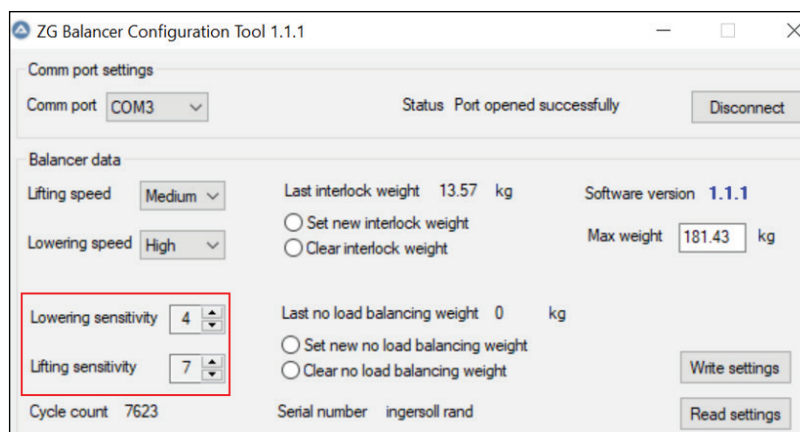 ZG Balancer Configuration Tool 1.1.1
Comm port settings
Comm port COM3 Status Port opened successfully Disconnect
Balancer data
Lifting speed Medium Last interlock weight 13.57 kg Software version 1.1.1
Set new interlock weight
Lowering speed High Clear interlock weight Max weight 181.43 kg
Lowering sensitivity 4 Last no load balancing weight 0 kg
Set new no load balancing weight
Lifting sensitivity 7 Clear no load balancing weight Write settings
Cycle count 7623 Serial number ingersoll rand Read settings